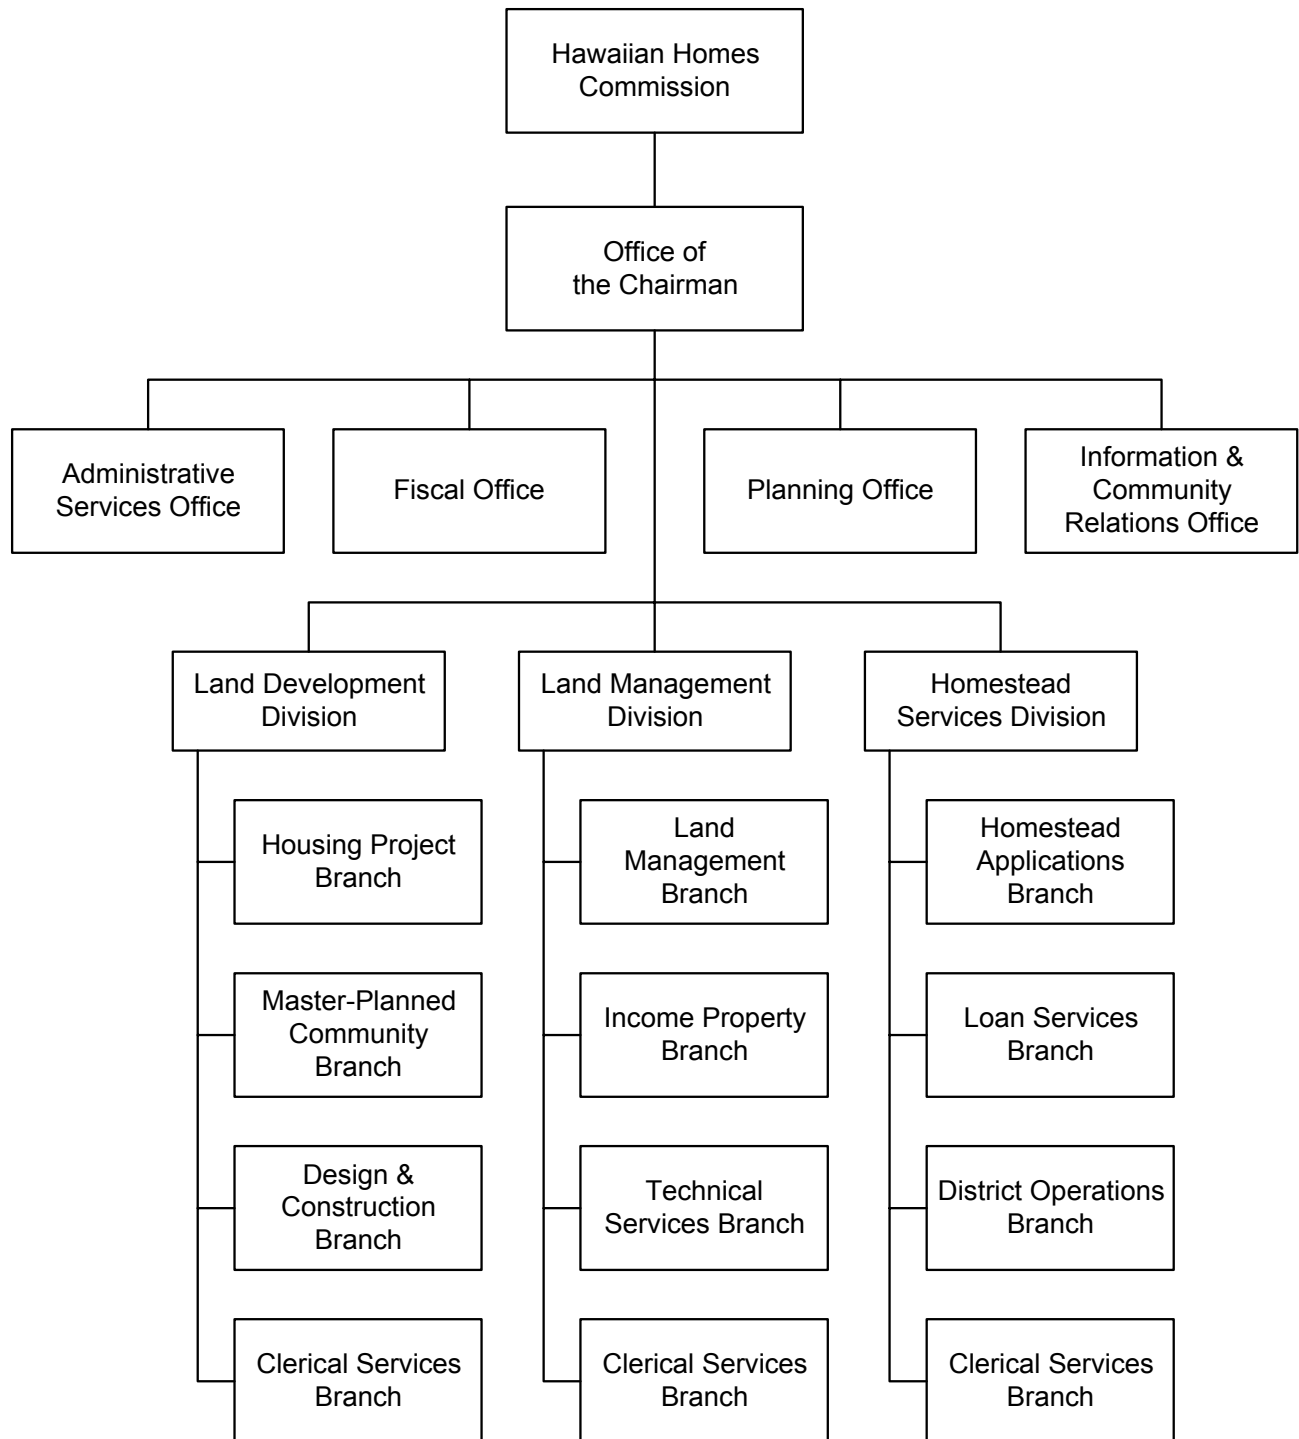 Hawaiian Homes
Commission
Office of
the Chairman
Administrative
Services Office
Fiscal Office
Planning Office
Information &
Community
Relations Office
Land Development
Division
Land Management
Division
Homestead
Services Division
Housing Project
Branch
Land
Management
Branch
Homestead
Applications
Branch
Master-Planned
Community
Branch
Income Property
Branch
Loan Services
Branch
Design &
Construction
Branch
Technical
Services Branch
District Operations
Branch
Clerical Services
Branch
Clerical Services
Branch
Clerical Services
Branch